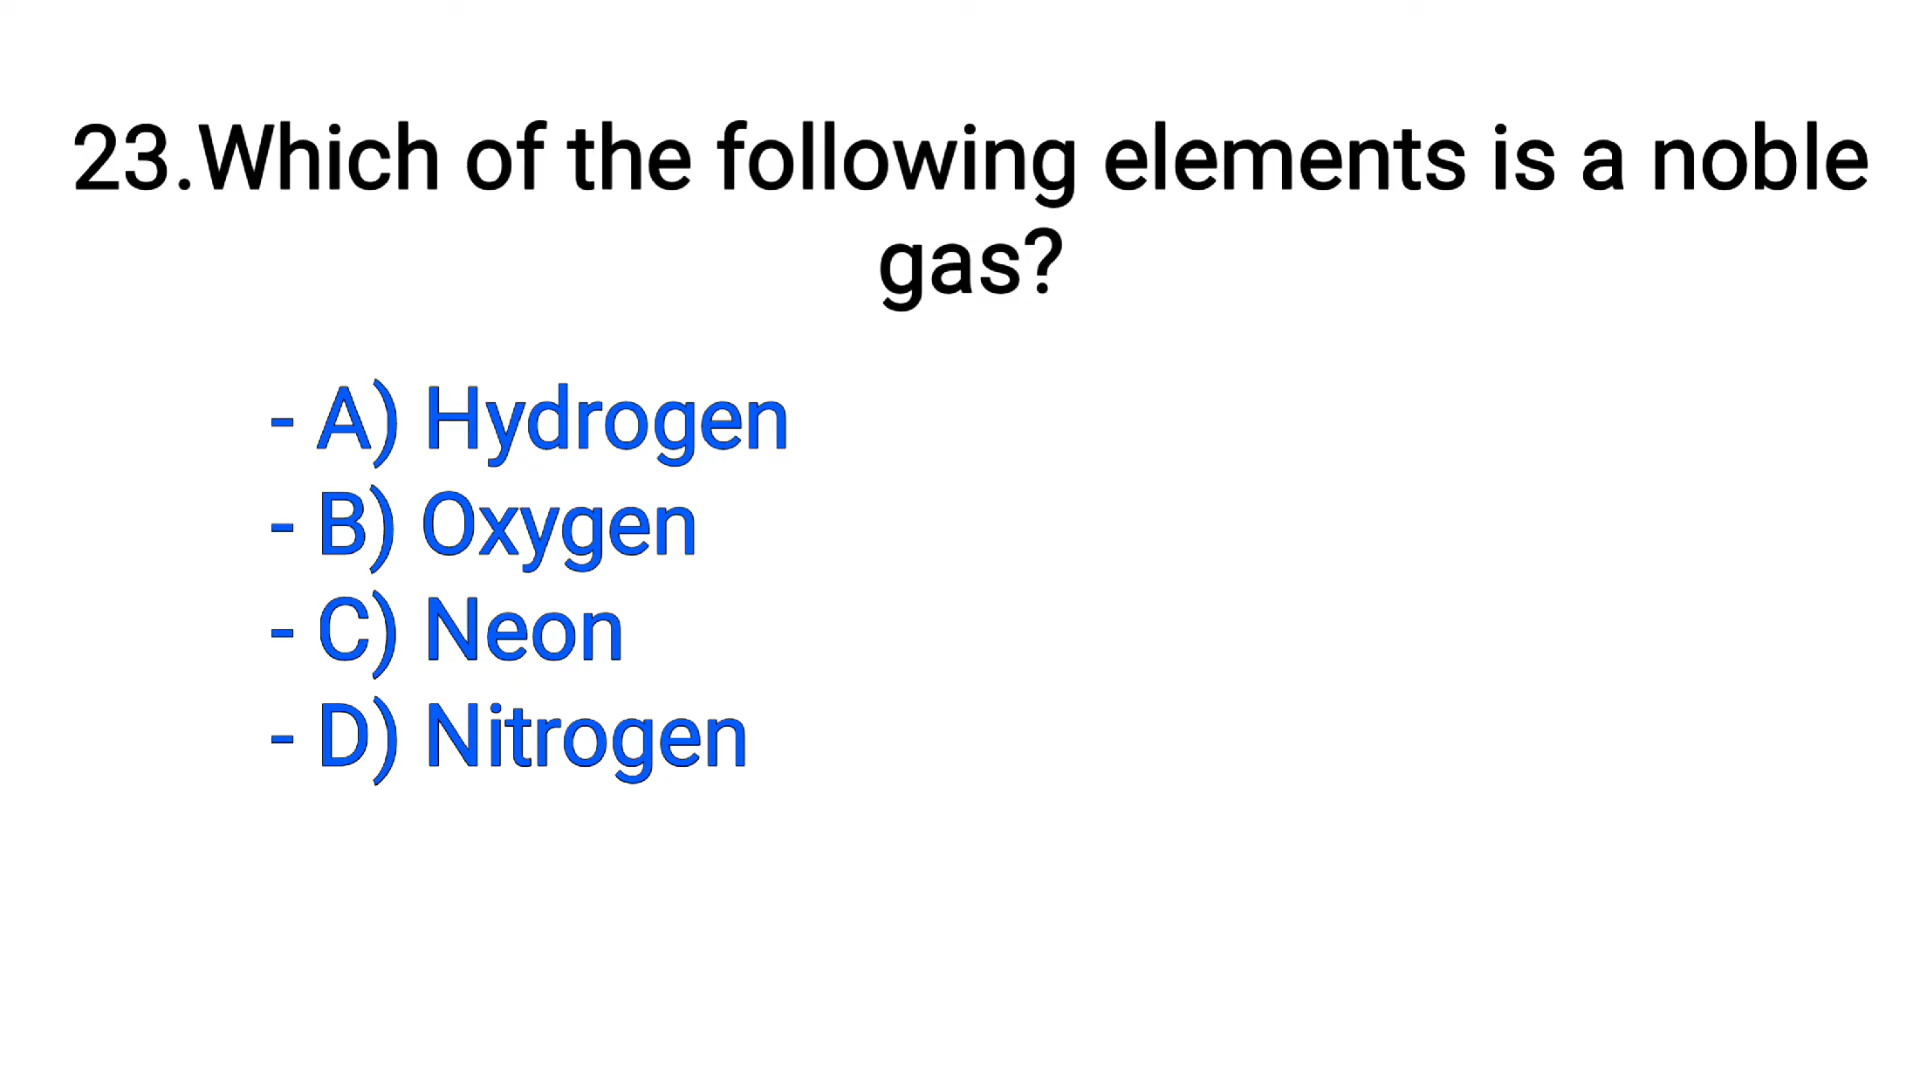 23.Which of the following elements is a noble
gas?
- A) Hydrogen
- B) Oxygen
- C) Neon
- D) Nitrogen